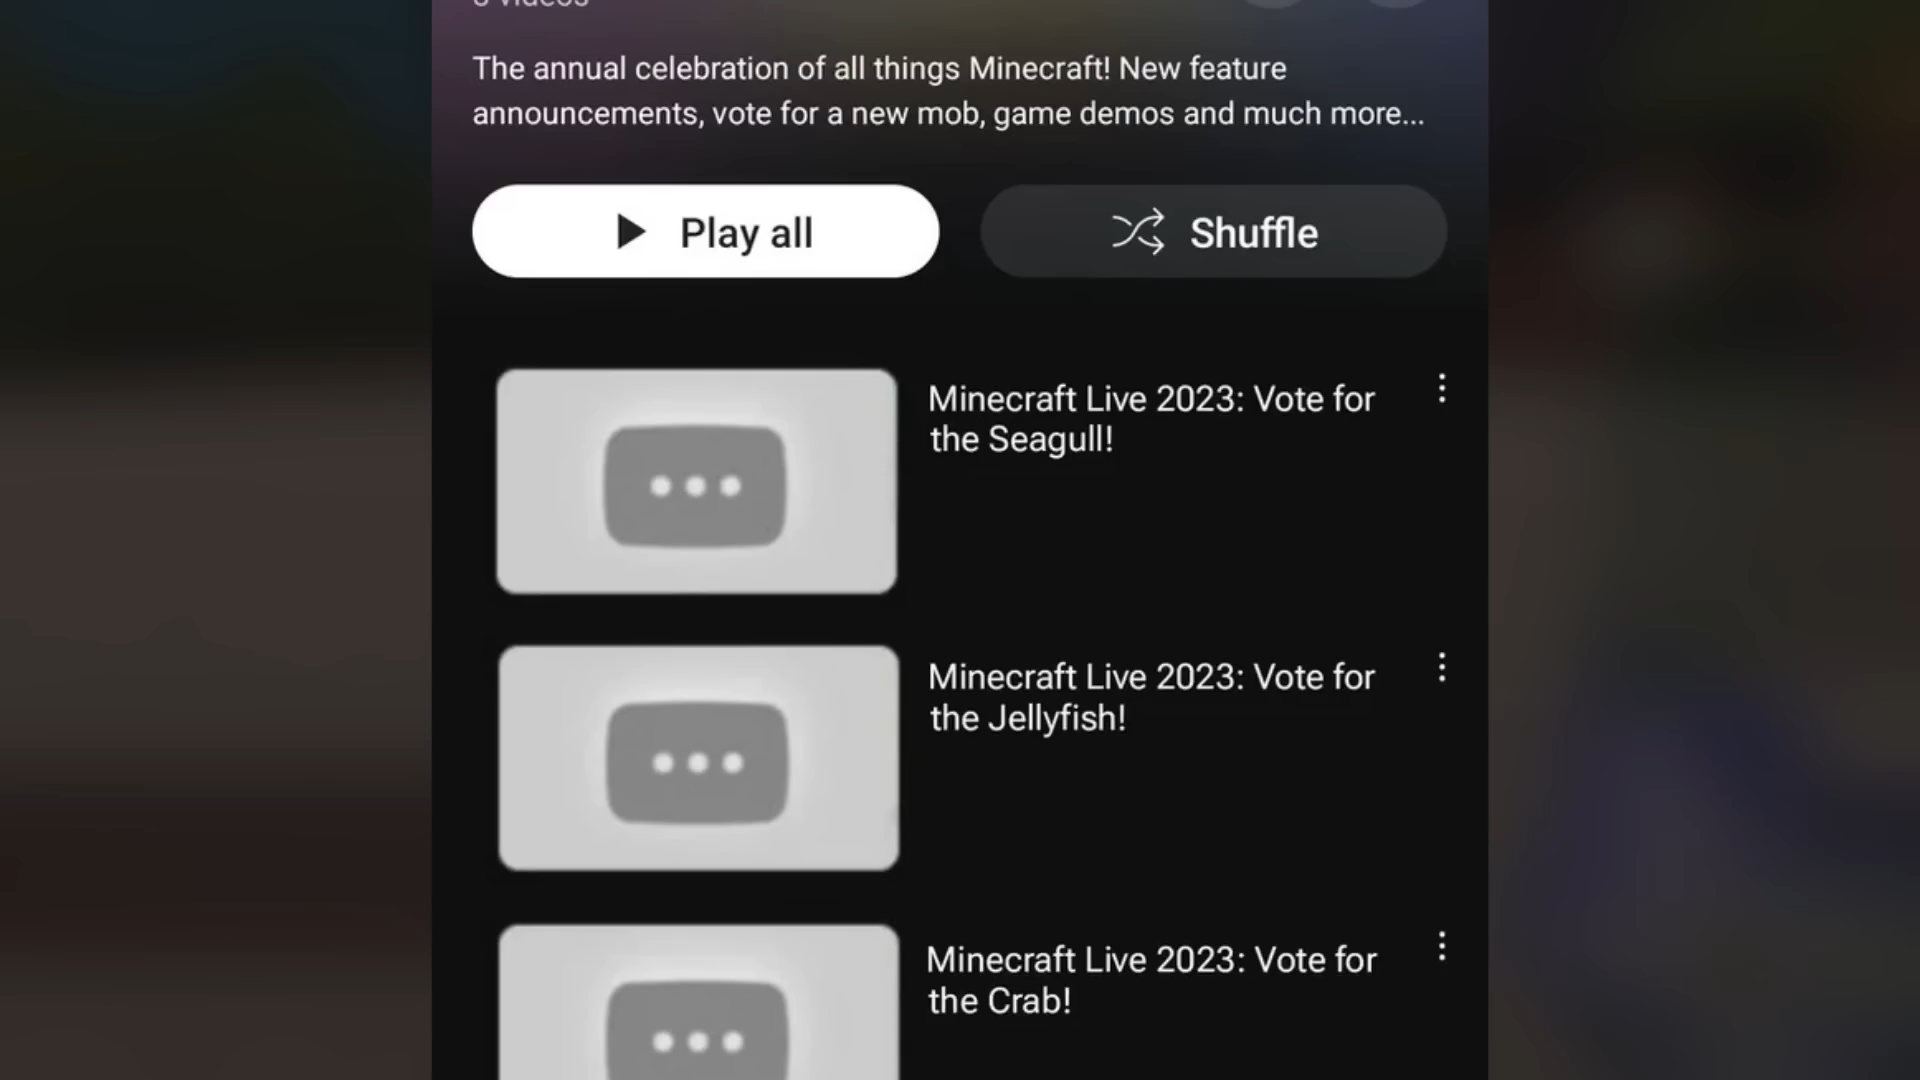 videos
The annual celebration of all things Minecraft! New feature
announcements, vote for a new mob, game demos and much more...
Play all
Shuffle
Minecraft Live 2023: Vote for
the Seagull!
Minecraft Live 2023: Vote for
the Jellyfish!
Minecraft Live 2023: Vote for
the Crab!